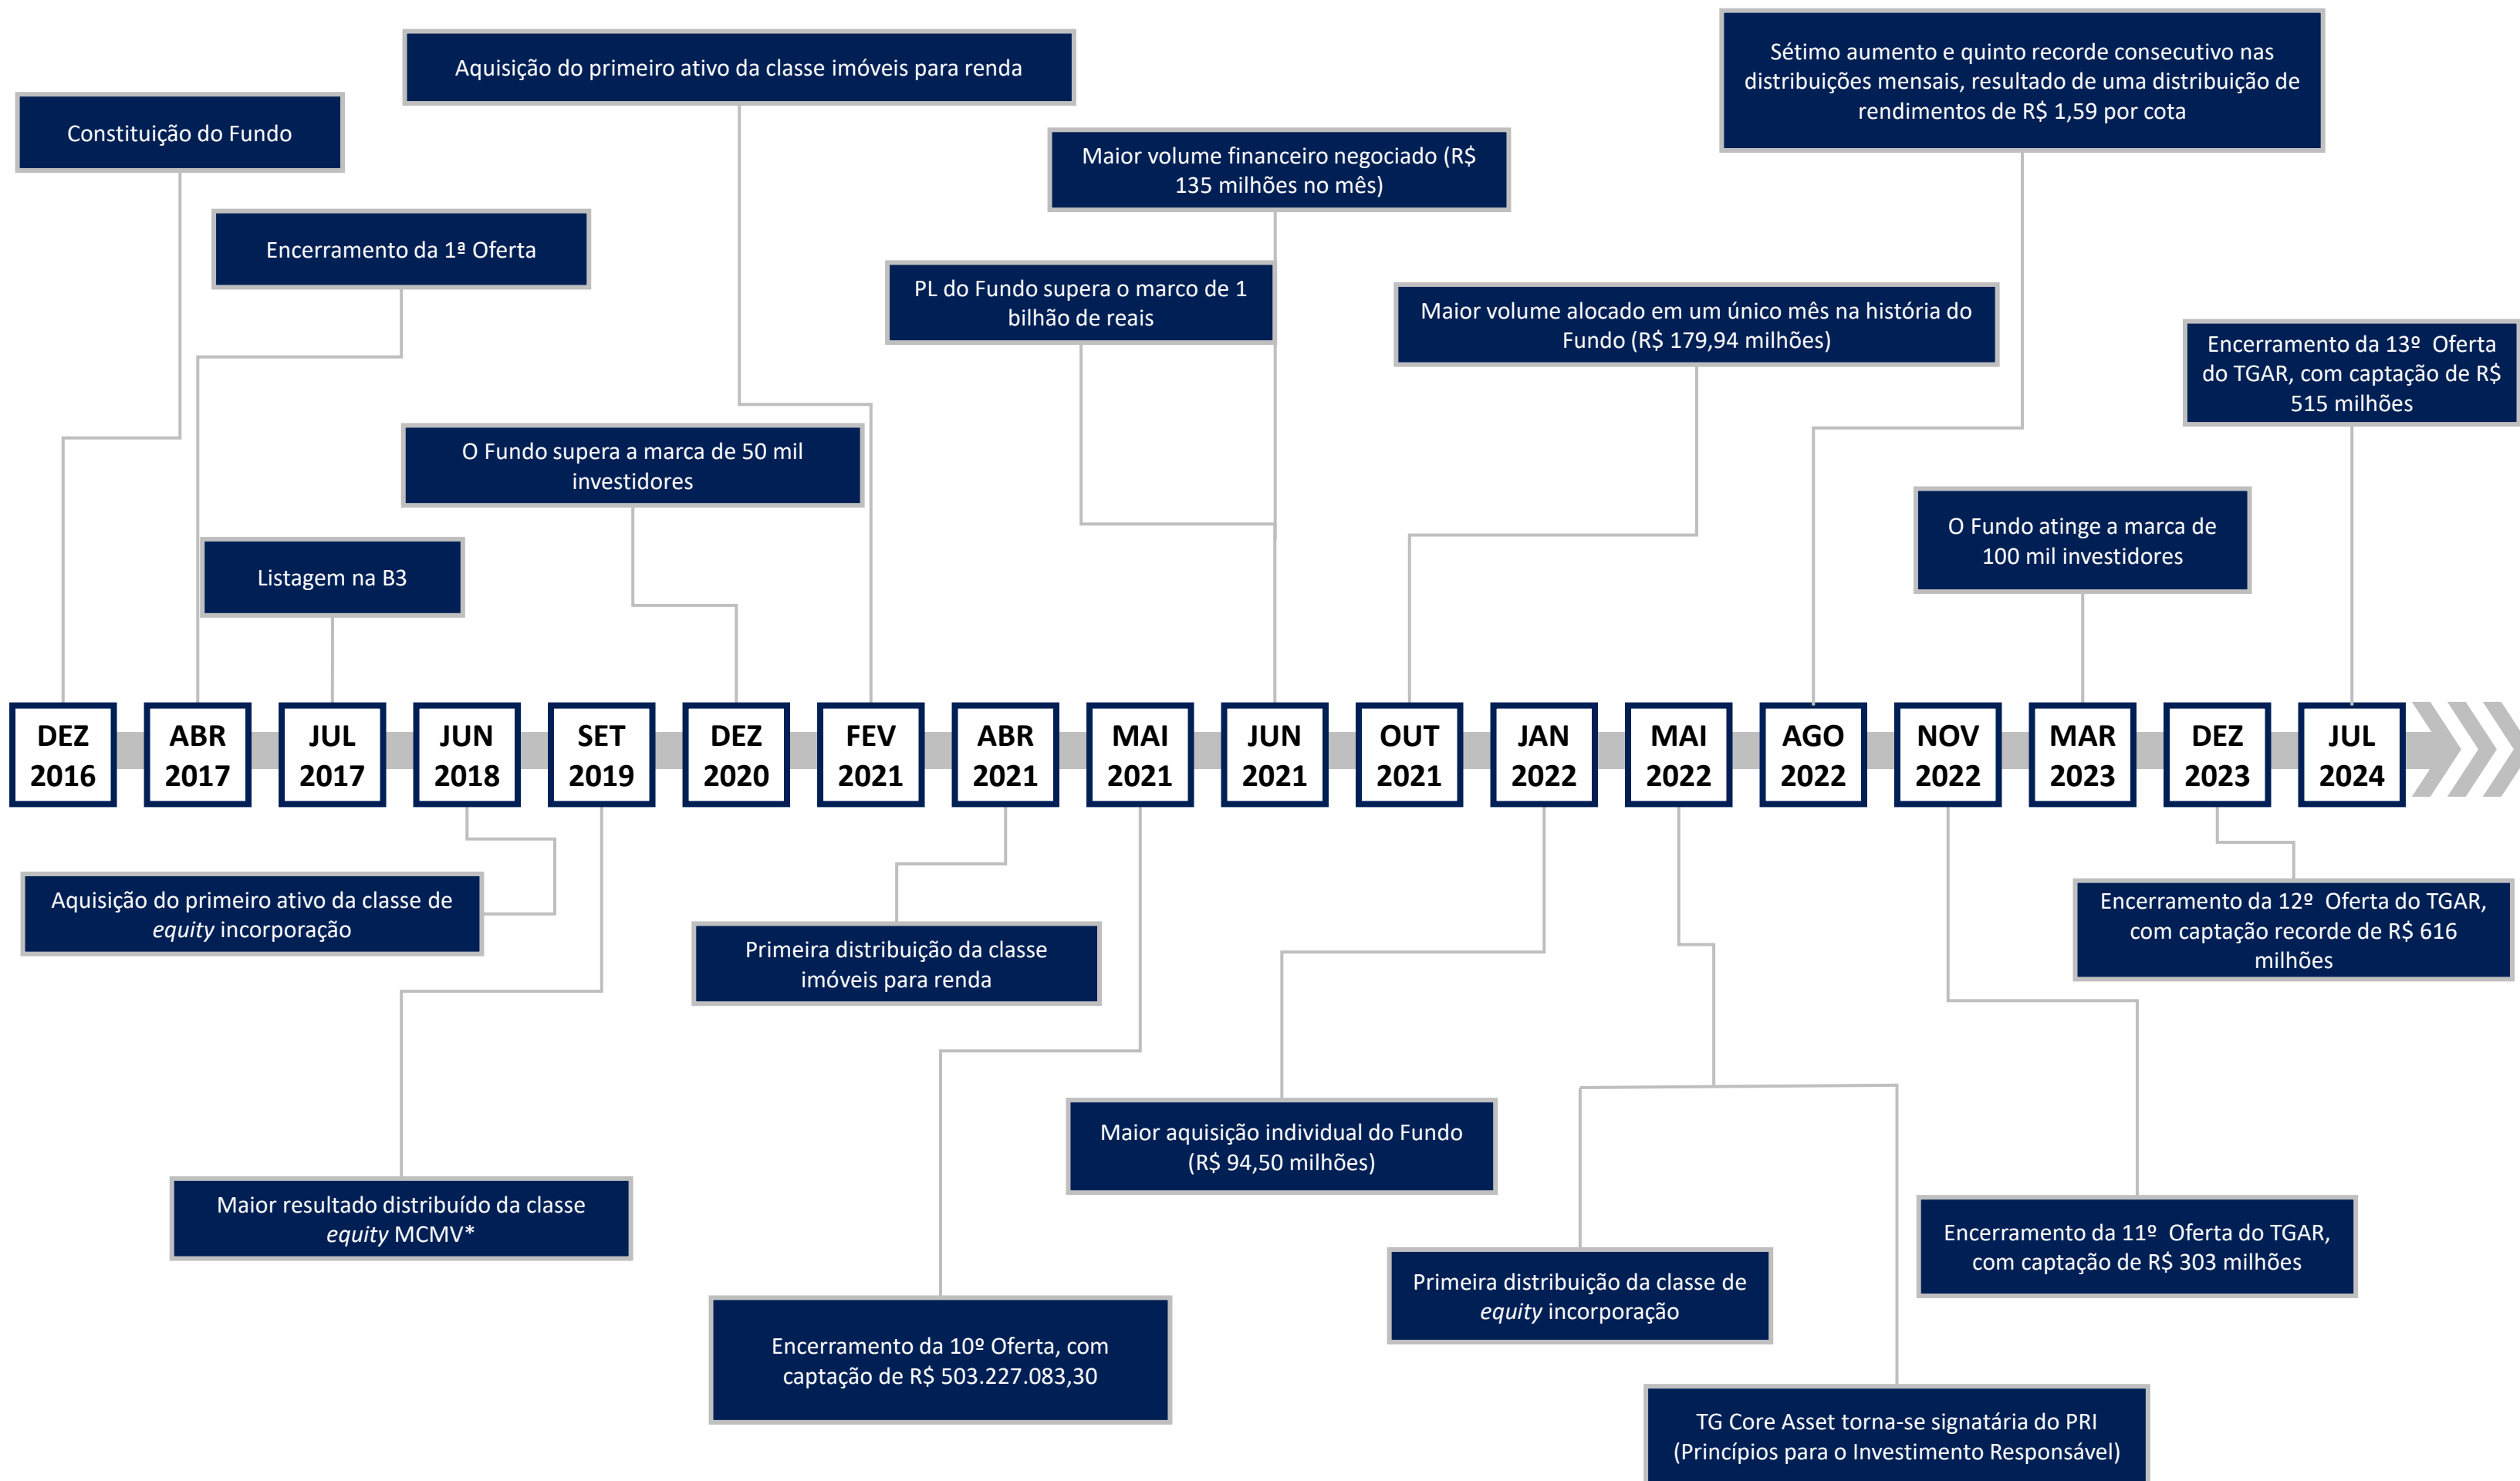 Aquisição do primeiro ativo da classe imóveis para renda
Sétimo aumento e quinto recorde consecutivo nas
distribuições mensais, resultado de uma distribuição de
rendimentos de R$ 1,59 por cota
Constituição do Fundo
Maior volume financeiro negociado (R$
135 milhões no mês)
Encerramento da 1ª Oferta
PL do Fundo supera o marco de 1
bilhão de reais
Maior volume alocado em um único mês na história do
Fundo (R$ 179,94 milhões)
Encerramento da 13º Oferta
do TGAR, com captação de R$
515 milhões
O Fundo supera a marca de 50 mil
investidores
O Fundo atinge a marca de
100 mil investidores
Listagem na B3
DEZ
2016
ABR
2017
JUL
2017
JUN
2018
SET
2019
DEZ
2020
FEV
2021
ABR
2021
MAI
2021
JUN
2021
OUT
2021
JAN
2022
MAI
2022
AGO
2022
NOV
2022
MAR
2023
DEZ
2023
JUL
2024
Aquisição do primeiro ativo da classe de
equity incorporação
Primeira distribuição da classe
imóveis para renda
Encerramento da 12º Oferta do TGAR,
com captação recorde de R$ 616
milhões
Maior aquisição individual do Fundo
(R$ 94,50 milhões)
Maior resultado distribuído da classe
equity MCMV*
Encerramento da 11º Oferta do TGAR,
com captação de R$ 303 milhões
Primeira distribuição da classe de
equity incorporação
Encerramento da 10º Oferta, com
captação de R$ 503.227.083,30
TG Core Asset torna-se signatária do PRI
(Princípios para o Investimento Responsável)